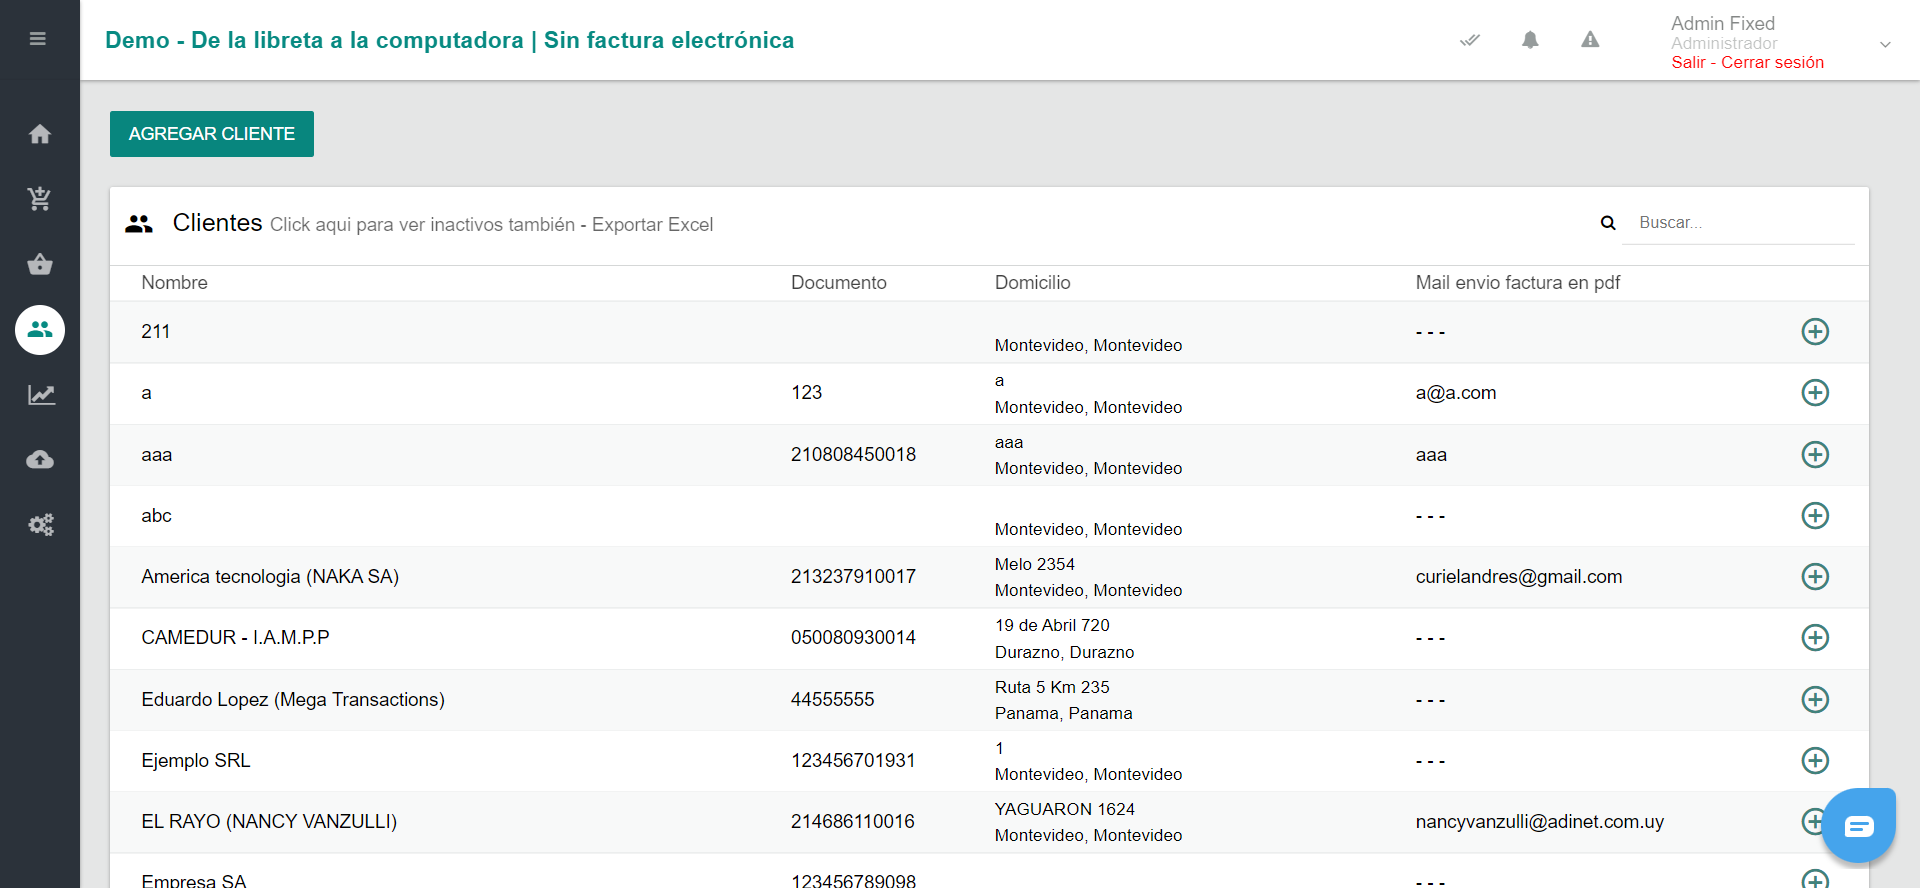 Demo - De la libreta a la computadora | Sin factura electrónica
Admin Fixed
Administrador
Salir - Cerrar sesión
AGREGAR CLIENTE
Clientes Click aqui para ver inactivos también - Exportar Excel
Buscar...
Nombre Documento Domicilio Mail envio factura en pdf
211 - - -
Montevideo, Montevideo
a 123 a a@a.com
Montevideo, Montevideo
aaa 210808450018 aaa aaa
Montevideo, Montevideo
abc - - -
Montevideo, Montevideo
America tecnologia (NAKA SA) 213237910017 Melo 2354 curielandres@gmail.com
Montevideo, Montevideo
CAMEDUR - I.A.M.P.P 050080930014 19 de Abril 720 - - -
Durazno, Durazno
Eduardo Lopez (Mega Transactions) 44555555 Ruta 5 Km 235 - - -
Panama, Panama
Ejemplo SRL 123456701931 1 - - -
Montevideo, Montevideo
EL RAYO (NANCY VANZULLI) 214686110016 YAGUARON 1624 nancyvanzulli@adinet.com.uy
Montevideo, Montevideo
Empresa SA 123456789098 - - -